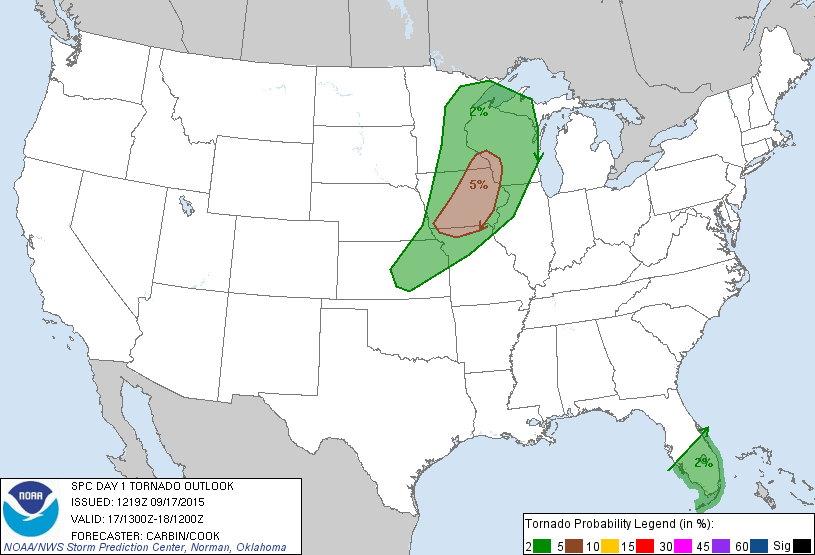 2%
5%
2%
NOAA
SPC DAY 1 TORNADO OUTLOOK
ISSUED: 1219Z 09/17/2015
VALID: 17/1300Z-18/1200Z
FORECASTER: CARBIN/COOK
NOAA/NWS Storm Prediction Center, Norman, Oklahoma
Tornado Probability Legend (in %):
2 5 10 15 30 45 60 Sig